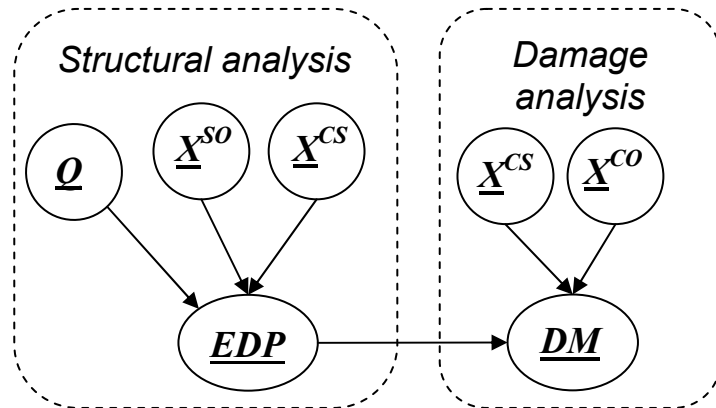 Structural analysis
Damage
analysis
Q
X^SO
X^CS
X^CS
X^CO
EDP
DM